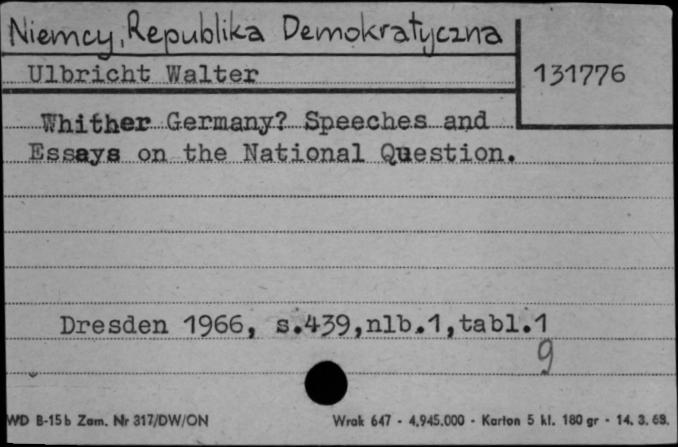 Niemcy, Republika Demokratyczna
Ulbricht Walter
131776
Whither Germany? Speeches and
Essays on the National Question.
Dresden 1966, s.439,nlb.1,tabl.1
9
WD B-15b Zam. Nr 317/DW/ON
Wrak 647 - 4.945.000 - Karton 5 kl. 180 gr - 14. 3. 63.